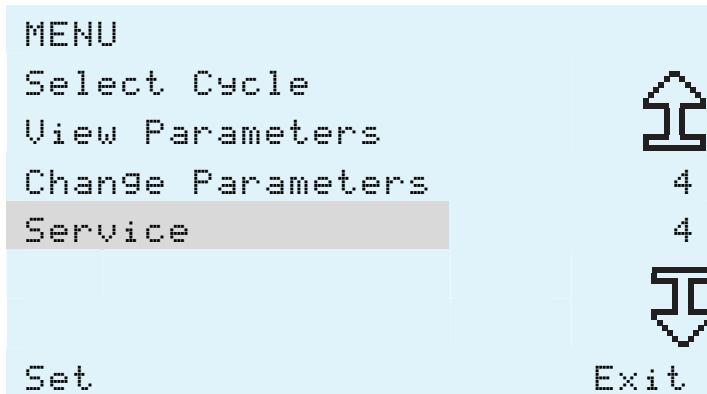 MENU
Select Cycle
View Parameters
Change Parameters 4
Service 4
Set Exit